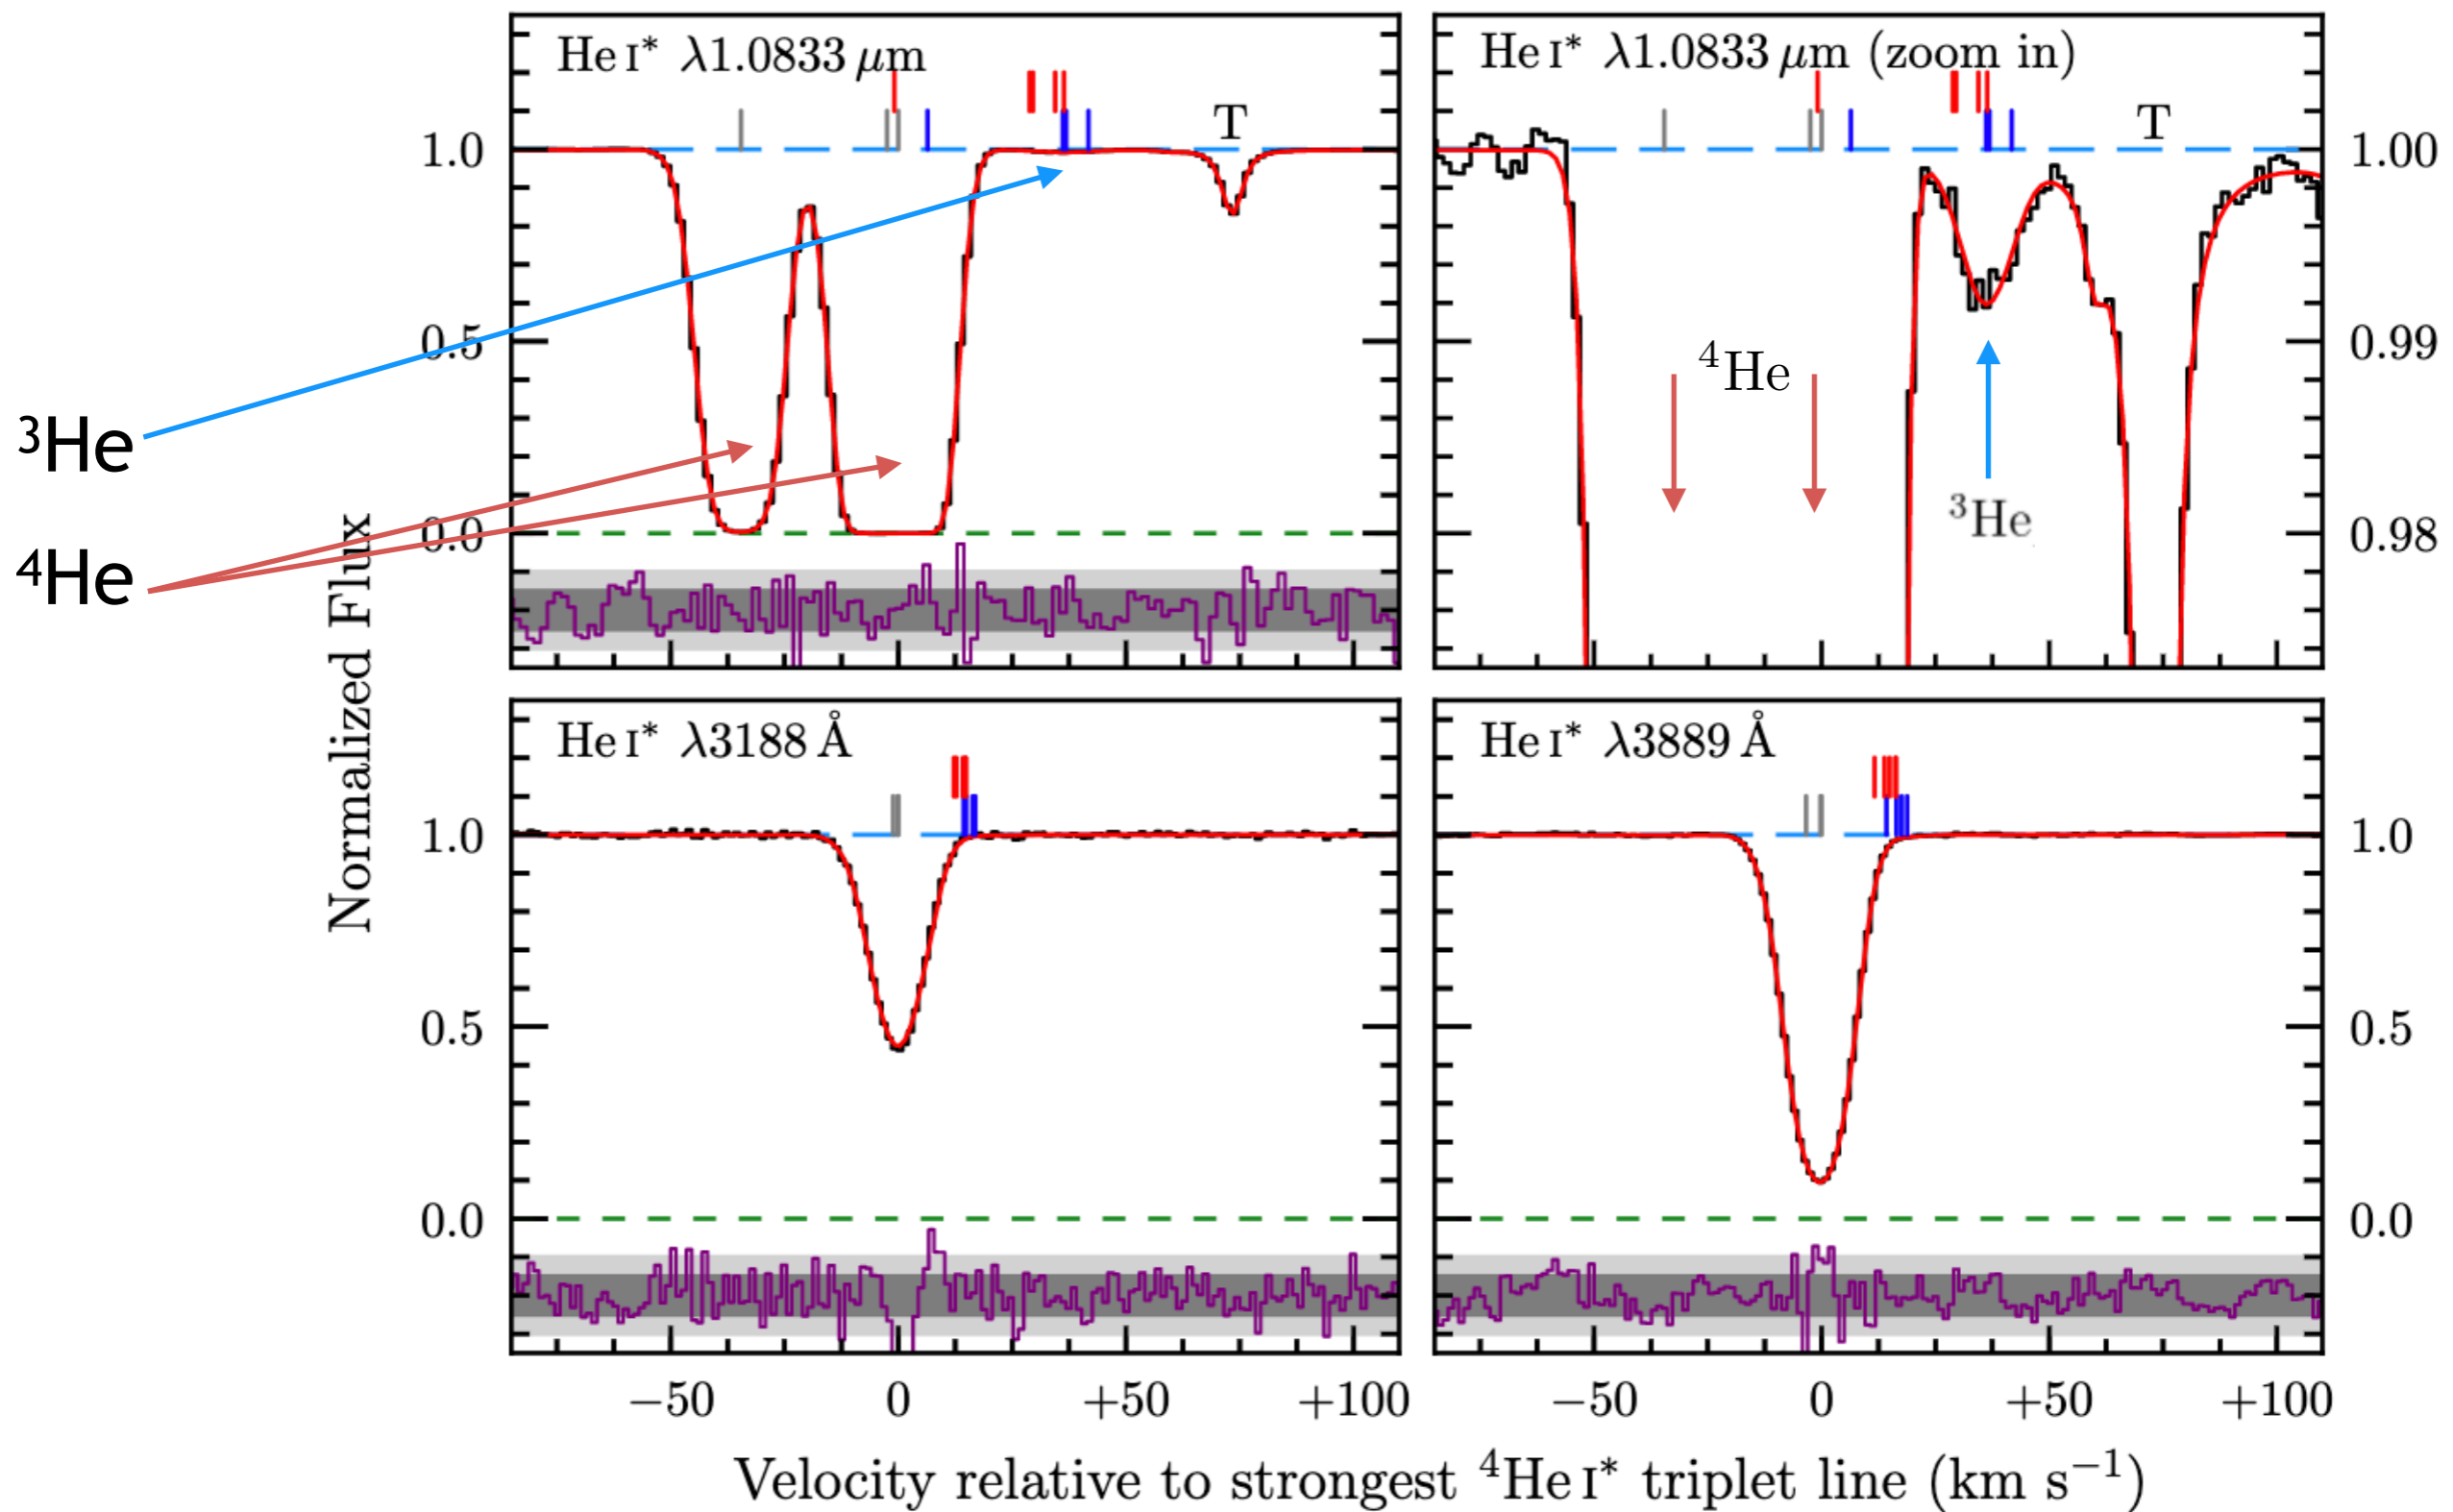 He I* λ1.0833 μm
He I* λ1.0833 μm (zoom in)
T
T
1.0
0.5
0.0
1.00
0.99
0.98
³He
⁴He
⁴He
³He
Normalized Flux
He I* λ3188 Å
He I* λ3889 Å
1.0
0.5
0.0
1.0
0.5
0.0
−50 0 +50 +100
−50 0 +50 +100
Velocity relative to strongest ⁴He I* triplet line (km s⁻¹)